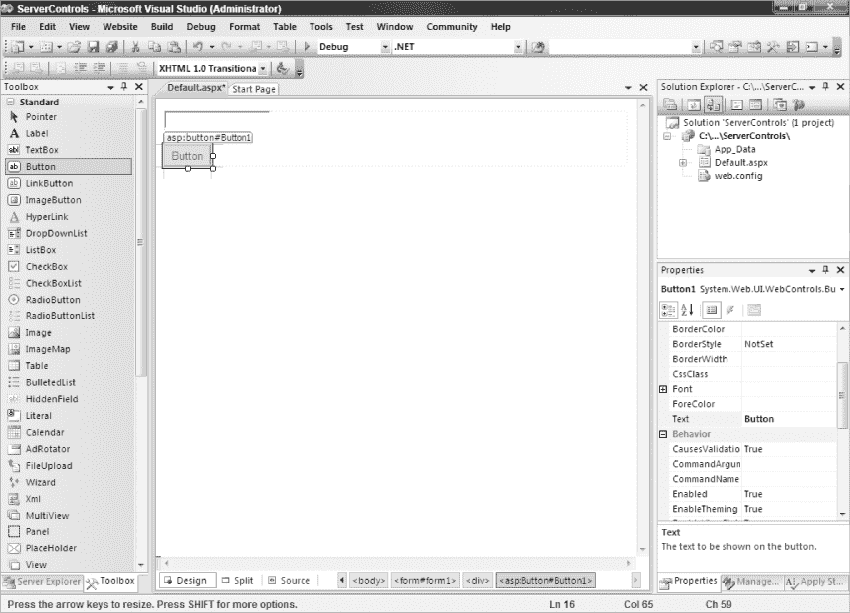 ServerControls - Microsoft Visual Studio (Administrator)
File Edit View Website Build Debug Format Table Tools Test Window Community Help
Debug .NET
XHTML 1.0 Transitiona
Toolbox
Standard
Pointer
A Label
abl TextBox
ab Button
ab LinkButton
ImageButton
A HyperLink
DropDownList
ListBox
CheckBox
CheckBoxList
RadioButton
RadioButtonList
Image
ImageMap
Table
BulletedList
abl HiddenField
Literal
Calendar
AdRotator
FileUpload
Wizard
Xml
MultiView
Panel
PlaceHolder
View
Server Explorer Toolbox
Default.aspx* Start Page
asp:button#Button1
Button
Design Split Source <body> <form#form1> <div> <asp:Button#Button1>
Solution Explorer - C:\...\ServerC...
Solution 'ServerControls' (1 project)
C:\...\ServerControls\
App_Data
Default.aspx
web.config
Properties
Button1 System.Web.UI.WebControls.Bu
BorderColor
BorderStyle NotSet
BorderWidth
CssClass
Font
ForeColor
Text Button
Behavior
CausesValidatio True
CommandArgun
CommandName
Enabled True
EnableTheming True
Text
The text to be shown on the button.
Properties Manage... Apply St...
Press the arrow keys to resize. Press SHIFT for more options. Ln 16 Col 65 Ch 59